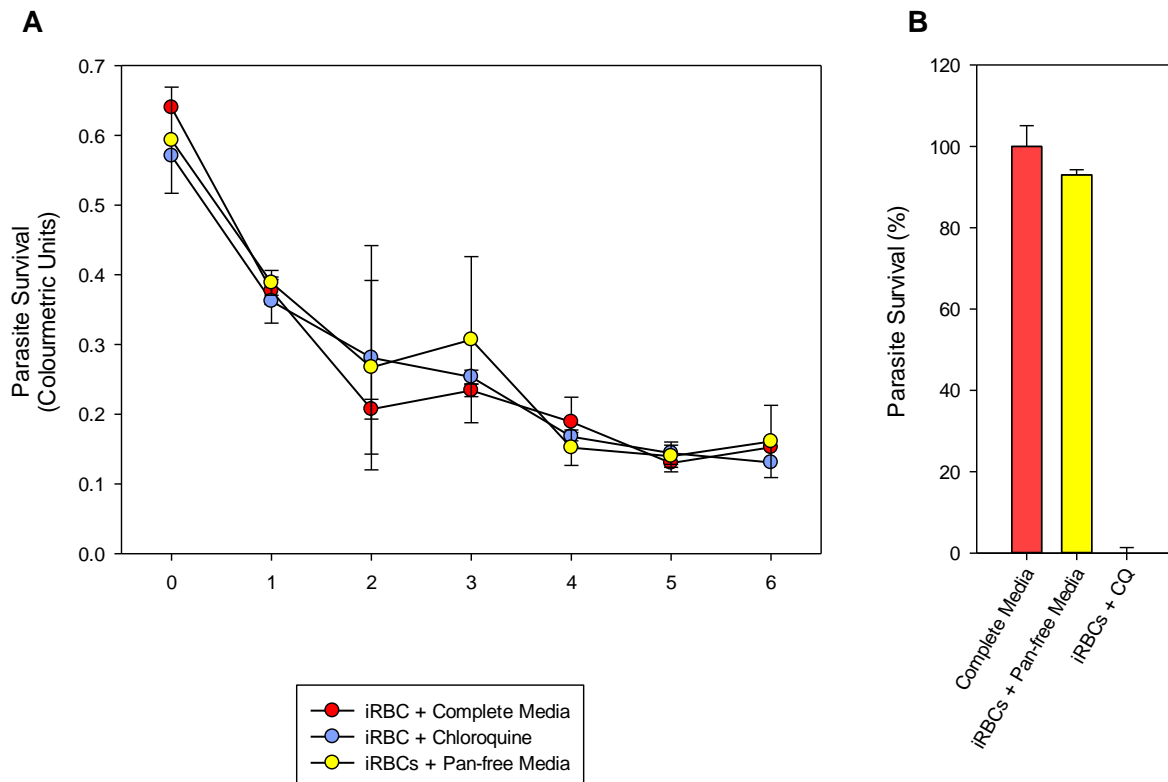 A
Parasite Survival
(Colourmetric Units)
0.7
0.6
0.5
0.4
0.3
0.2
0.1
0.0
0 1 2 3 4 5 6
iRBC + Complete Media
iRBC + Chloroquine
iRBCs + Pan-free Media
B
Parasite Survival (%)
120
100
80
60
40
20
0
Complete Media
iRBCs + Pan-free Media
iRBCs + CQ